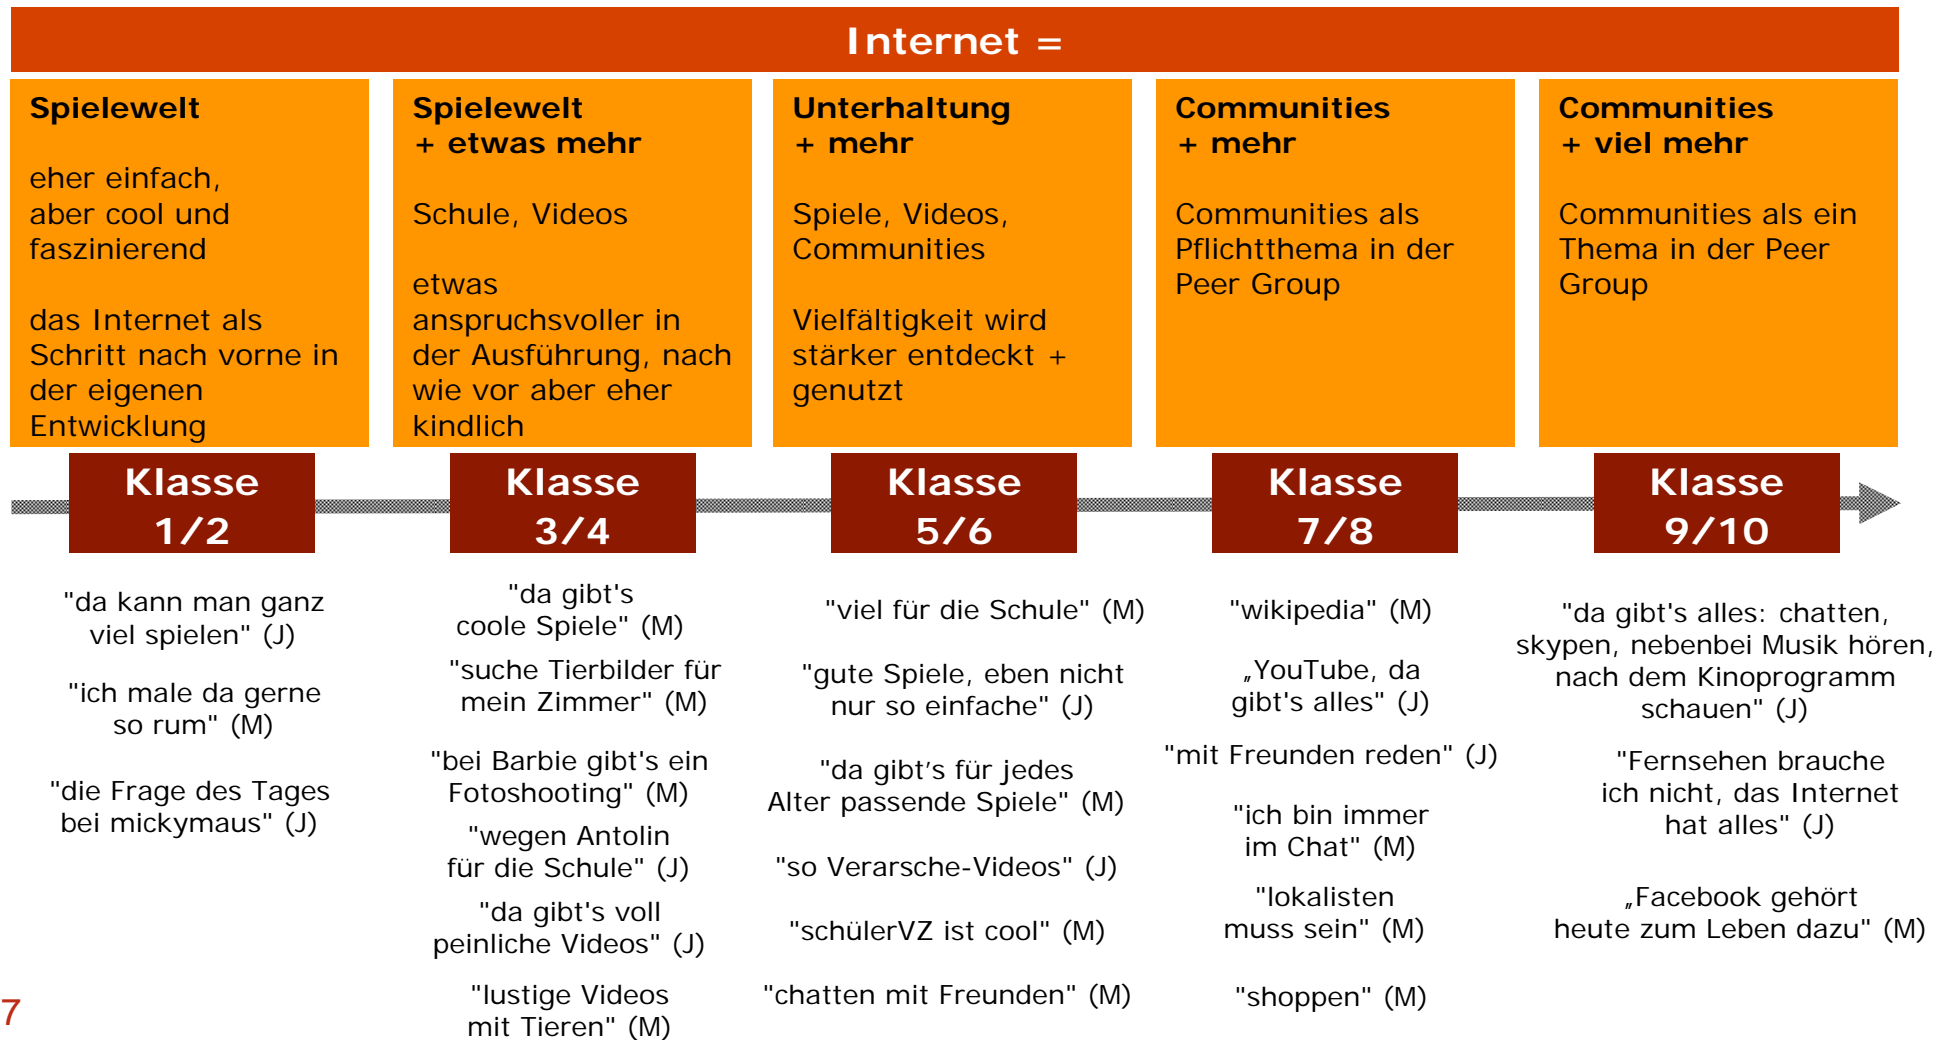 Internet =
Spielewelt
eher einfach,
aber cool und
faszinierend
das Internet als
Schritt nach vorne in
der eigenen
Entwicklung
Spielewelt
+ etwas mehr
Schule, Videos
etwas
anspruchsvoller in
der Ausführung, nach
wie vor aber eher
kindlich
Unterhaltung
+ mehr
Spiele, Videos,
Communities
Vielfältigkeit wird
stärker entdeckt +
genutzt
Communities
+ mehr
Communities als
Pflichtthema in der
Peer Group
Communities
+ viel mehr
Communities als ein
Thema in der Peer
Group
Klasse
1/2
Klasse
3/4
Klasse
5/6
Klasse
7/8
Klasse
9/10
"da kann man ganz
viel spielen" (J)
"ich male da gerne
so rum" (M)
"die Frage des Tages
bei mickymaus" (J)
"da gibt's
coole Spiele" (M)
"suche Tierbilder für
mein Zimmer" (M)
"bei Barbie gibt's ein
Fotoshooting" (M)
"wegen Antolin
für die Schule" (J)
"da gibt's voll
peinliche Videos" (J)
"lustige Videos
mit Tieren" (M)
"viel für die Schule" (M)
"gute Spiele, eben nicht
nur so einfache" (J)
"da gibt’s für jedes
Alter passende Spiele" (M)
"so Verarsche-Videos" (J)
"schülerVZ ist cool" (M)
"chatten mit Freunden" (M)
"wikipedia" (M)
„YouTube, da
gibt's alles" (J)
"mit Freunden reden" (J)
"ich bin immer
im Chat" (M)
"lokalisten
muss sein" (M)
"shoppen" (M)
"da gibt's alles: chatten,
skypen, nebenbei Musik hören,
nach dem Kinoprogramm
schauen" (J)
"Fernsehen brauche
ich nicht, das Internet
hat alles" (J)
„Facebook gehört
heute zum Leben dazu" (M)
7